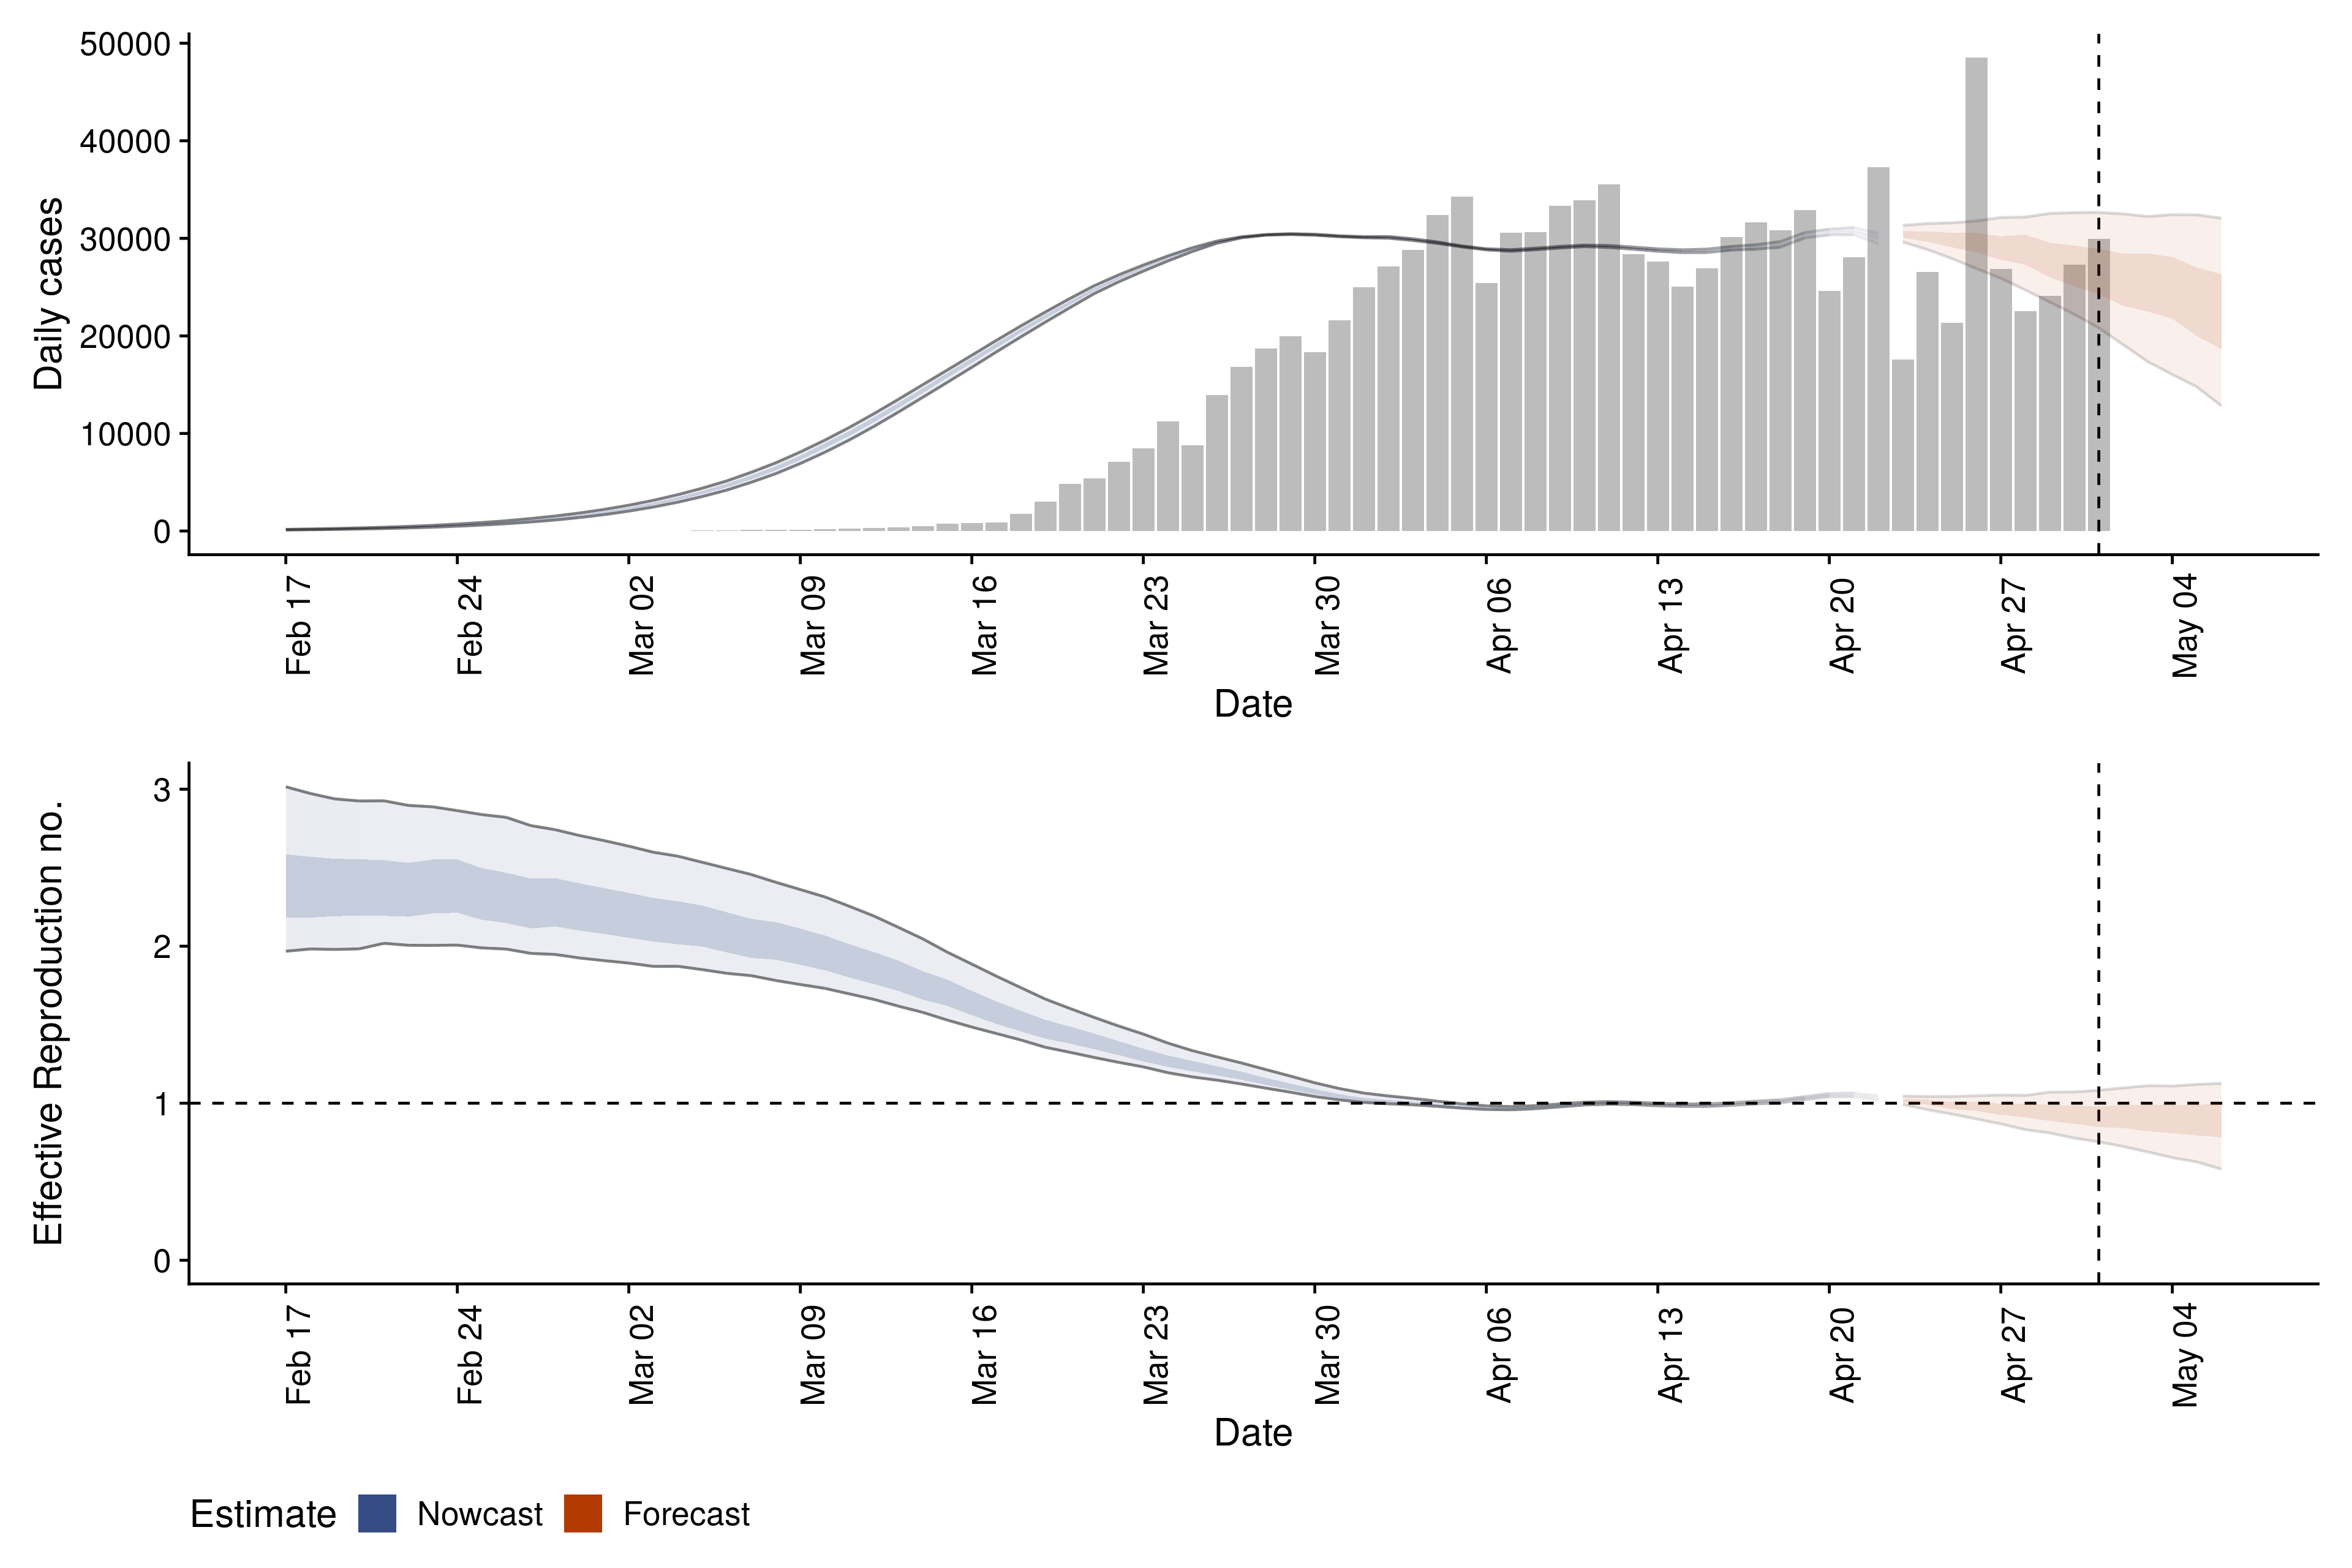 50000
40000
30000
20000
10000
0
Daily cases
Feb 17
Feb 24
Mar 02
Mar 09
Mar 16
Mar 23
Mar 30
Apr 06
Apr 13
Apr 20
Apr 27
May 04
Date
3
2
1
0
Effective Reproduction no.
Feb 17
Feb 24
Mar 02
Mar 09
Mar 16
Mar 23
Mar 30
Apr 06
Apr 13
Apr 20
Apr 27
May 04
Date
Estimate Nowcast Forecast